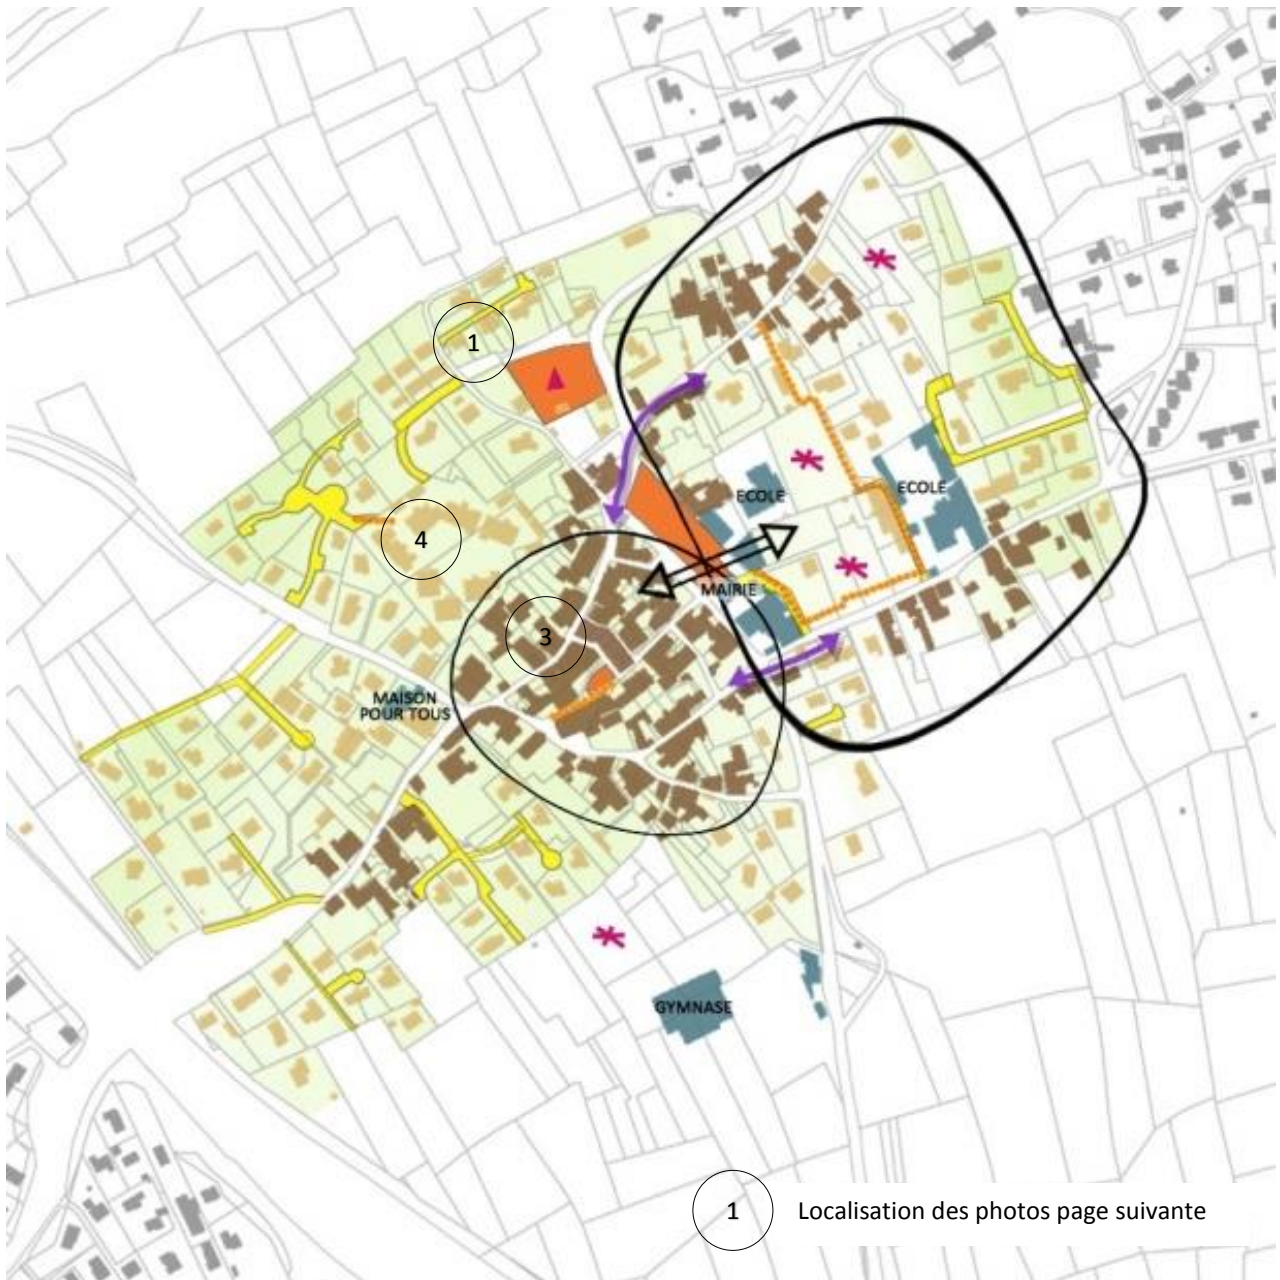 1
ECOLE
ECOLE
4
MAIRIE
3
MAISON
POUR TOUS
GYMNASE
1 Localisation des photos page suivante